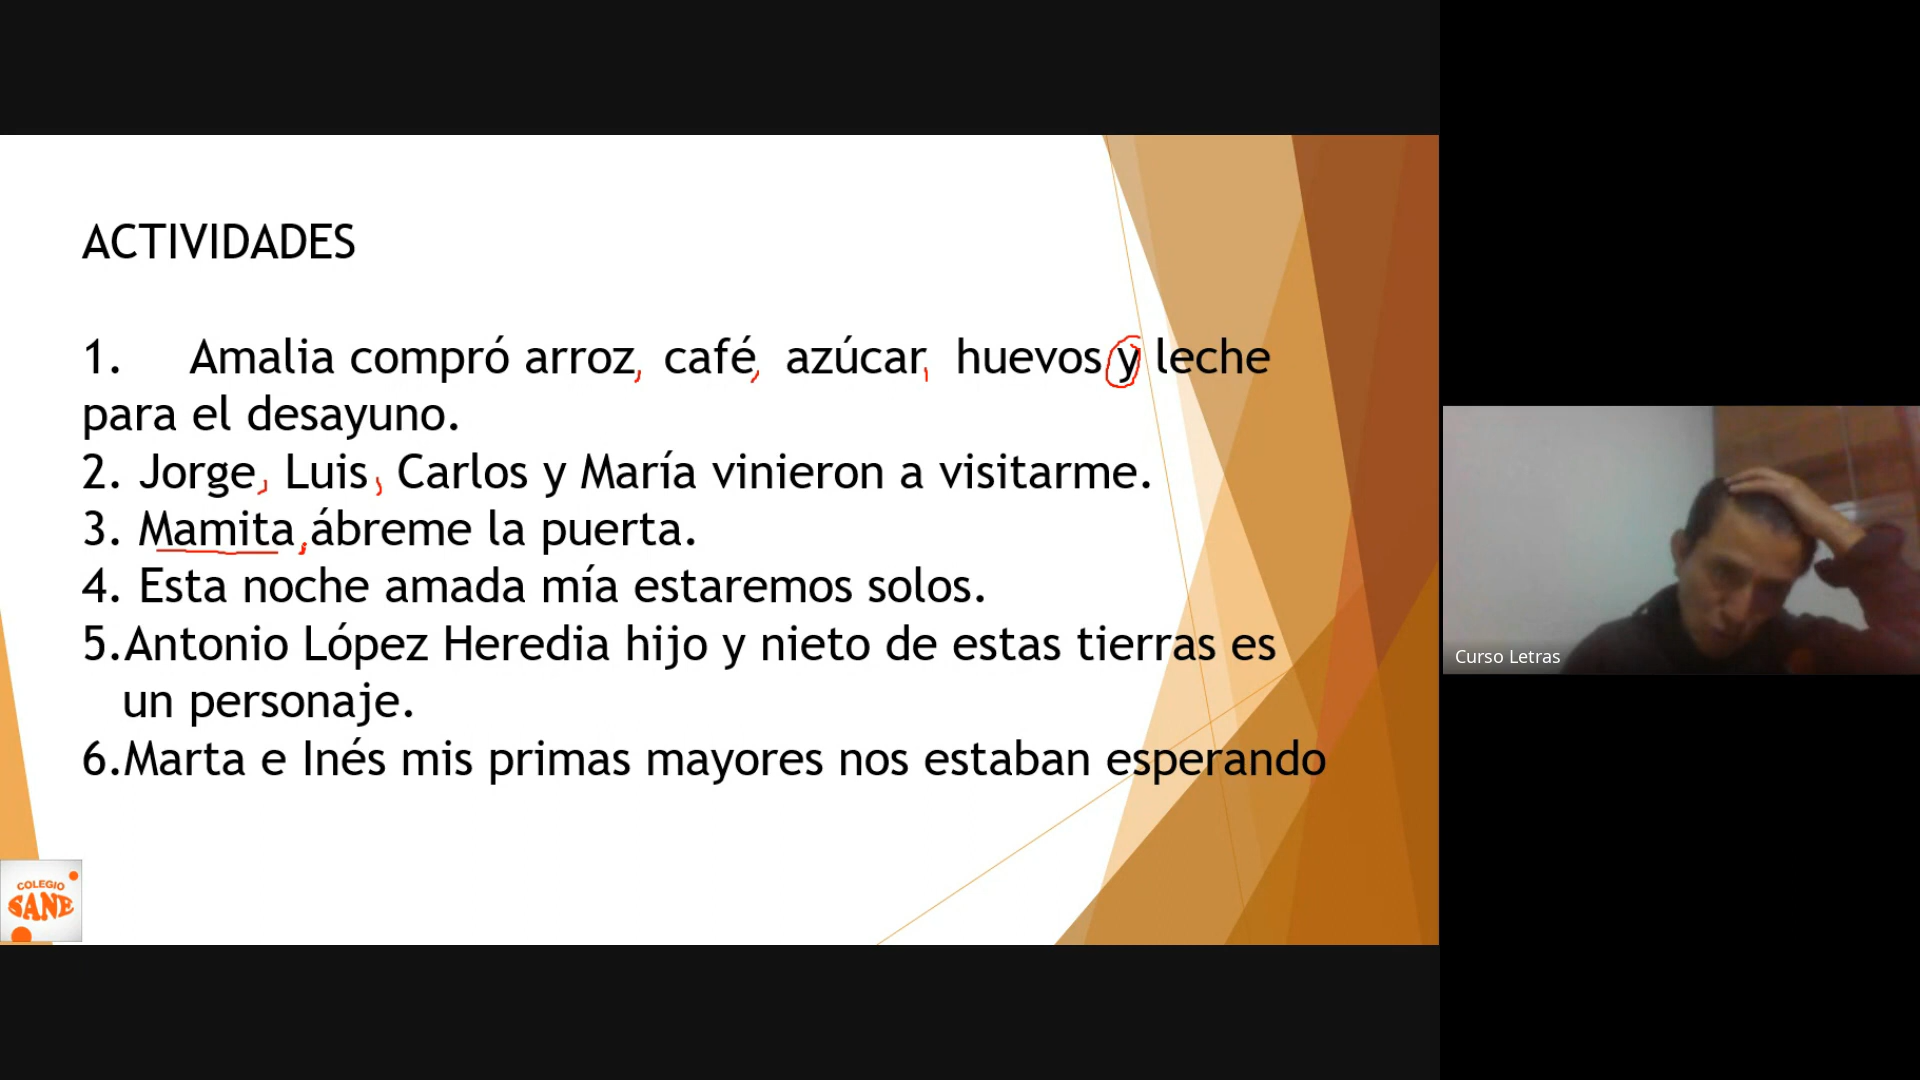 ACTIVIDADES
1. Amalia compró arroz, café, azúcar, huevos y leche
para el desayuno.
2. Jorge, Luis, Carlos y María vinieron a visitarme.
3. Mamita,ábreme la puerta.
4. Esta noche amada mía estaremos solos.
5.Antonio López Heredia hijo y nieto de estas tierras es
un personaje.
6.Marta e Inés mis primas mayores nos estaban esperando
COLEGIO
SANE
Curso Letras